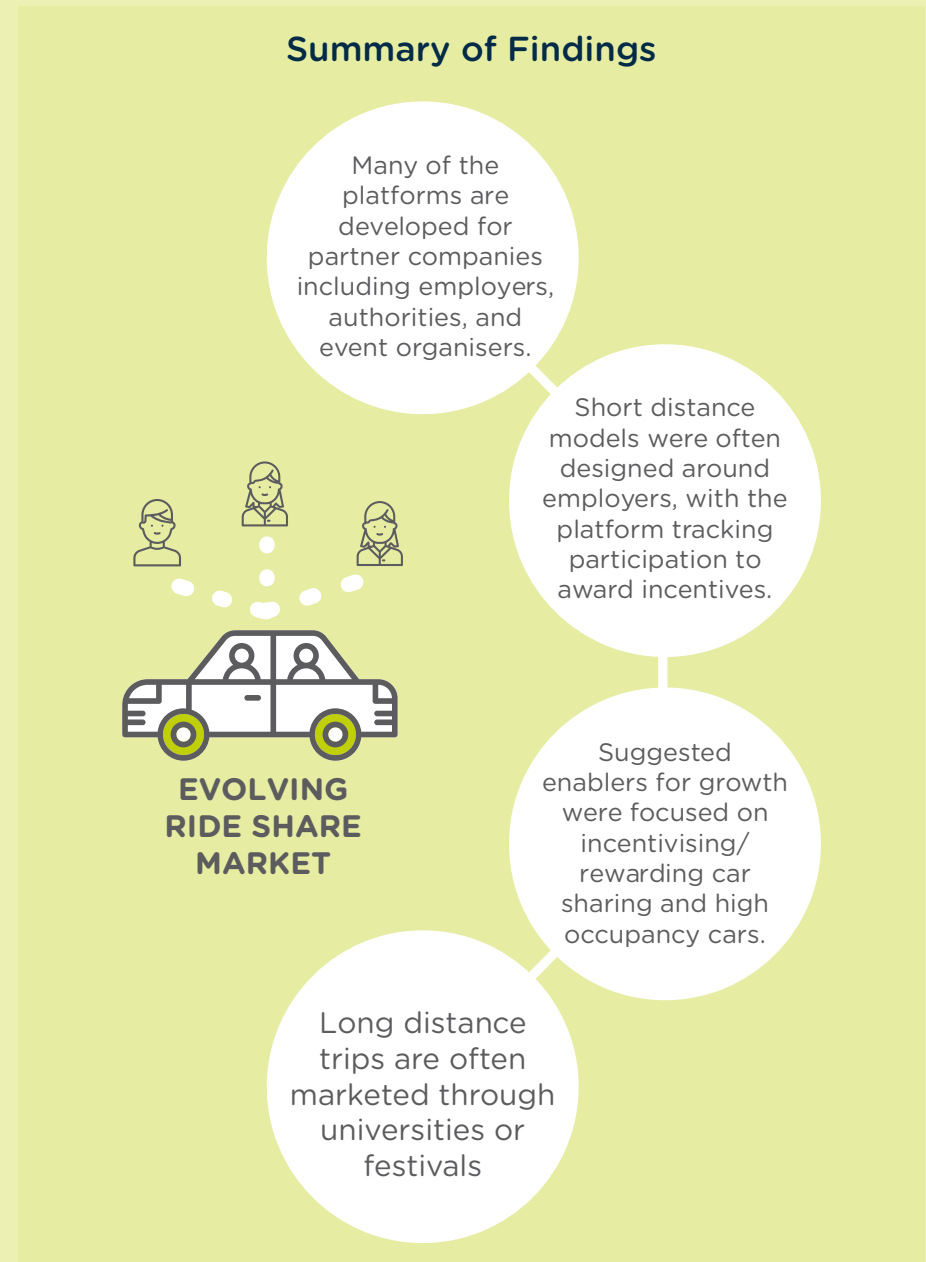 Summary of Findings
Many of the
platforms are
developed for
partner companies
including employers,
authorities, and
event organisers.
Short distance
models were often
designed around
employers, with the
platform tracking
participation to
award incentives.
EVOLVING
RIDE SHARE
MARKET
Suggested
enablers for growth
were focused on
incentivising/
rewarding car
sharing and high
occupancy cars.
Long distance
trips are often
marketed through
universities or
festivals